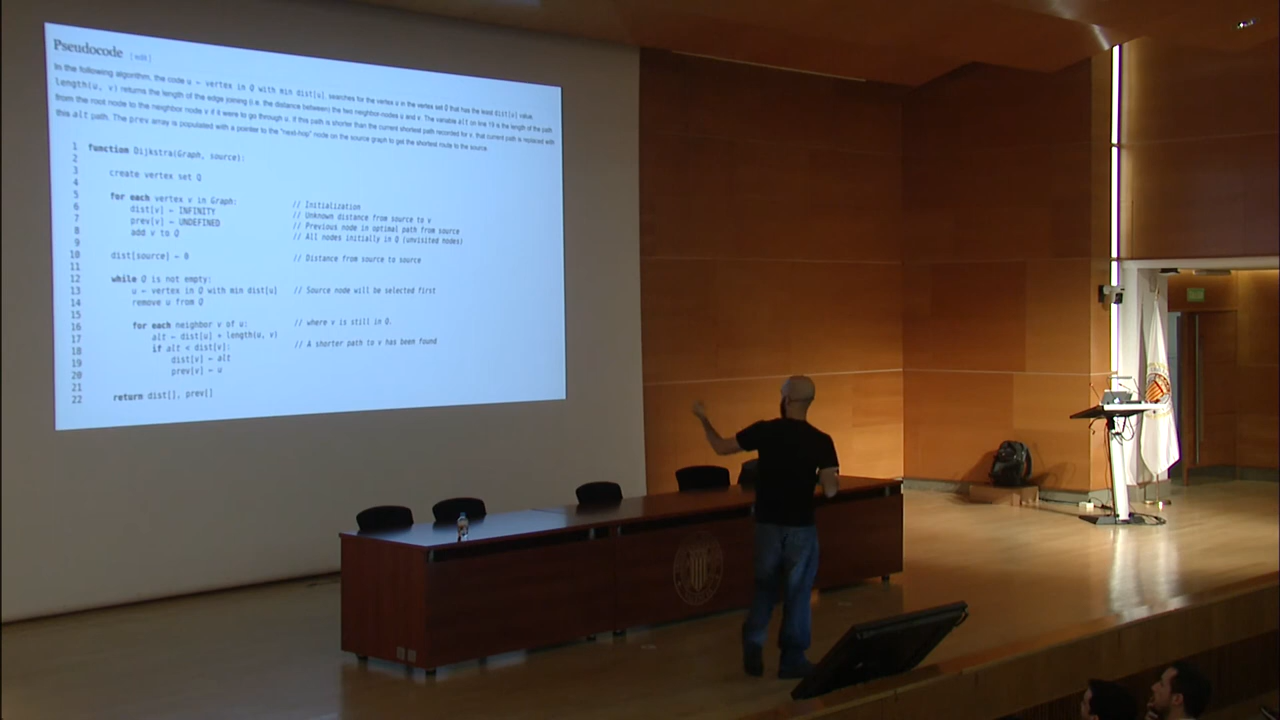 Pseudocode [ edit ]
In the following algorithm, the code u ← vertex in Q with min dist[u], searches for the vertex u in the vertex set Q that has the least dist[u] value.
length(u, v) returns the length of the edge joining (i.e. the distance between) the two neighbor-nodes u and v. The variable alt on line 19 is the length of the path
from the root node to the neighbor node v if it were to go through u. If this path is shorter than the current shortest path recorded for v, that current path is replaced with
this alt path. The prev array is populated with a pointer to the "next-hop" node on the source graph to get the shortest route to the source.
1 function Dijkstra(Graph, source):
2
3 create vertex set Q
4
5 for each vertex v in Graph: // Initialization
6 dist[v] ← INFINITY // Unknown distance from source to v
7 prev[v] ← UNDEFINED // Previous node in optimal path from source
8 add v to Q // All nodes initially in Q (unvisited nodes)
9
10 dist[source] ← 0 // Distance from source to source
11
12 while Q is not empty:
13 u ← vertex in Q with min dist[u] // Source node will be selected first
14 remove u from Q
15
16 for each neighbor v of u: // where v is still in Q.
17 alt ← dist[u] + length(u, v)
18 if alt < dist[v]: // A shorter path to v has been found
19 dist[v] ← alt
20 prev[v] ← u
21
22 return dist[], prev[]